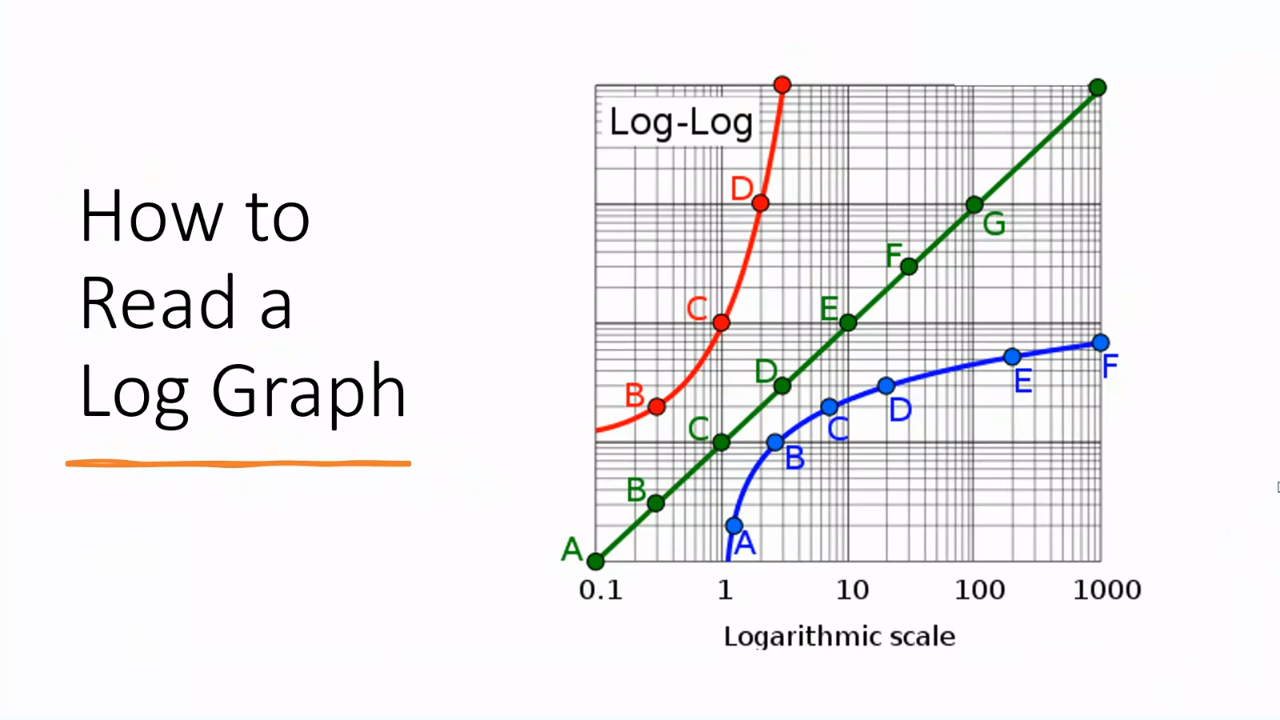 How to
Read a
Log Graph
Log-Log
D
C
B
G
F
E
D
C
B
A
F
E
D
C
B
A
0.1 1 10 100 1000
Logarithmic scale